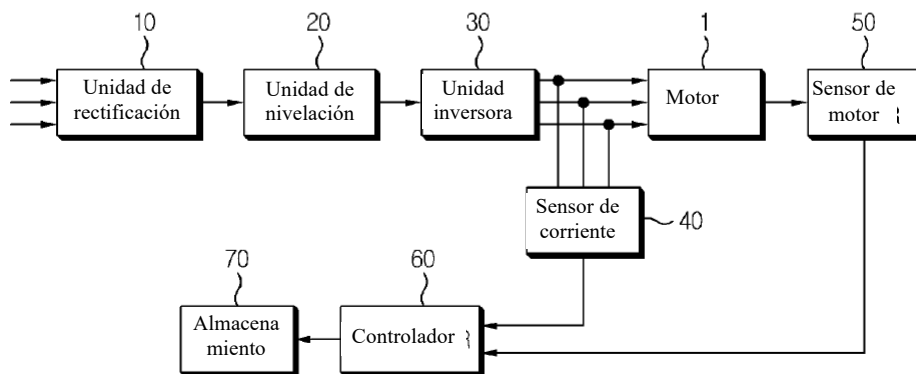 10
20
30
1
50
Unidad de
rectificación
Unidad de
nivelación
Unidad
inversora
Motor
Sensor de
motor
Sensor de
corriente
40
70
60
Almacena
miento
Controlador